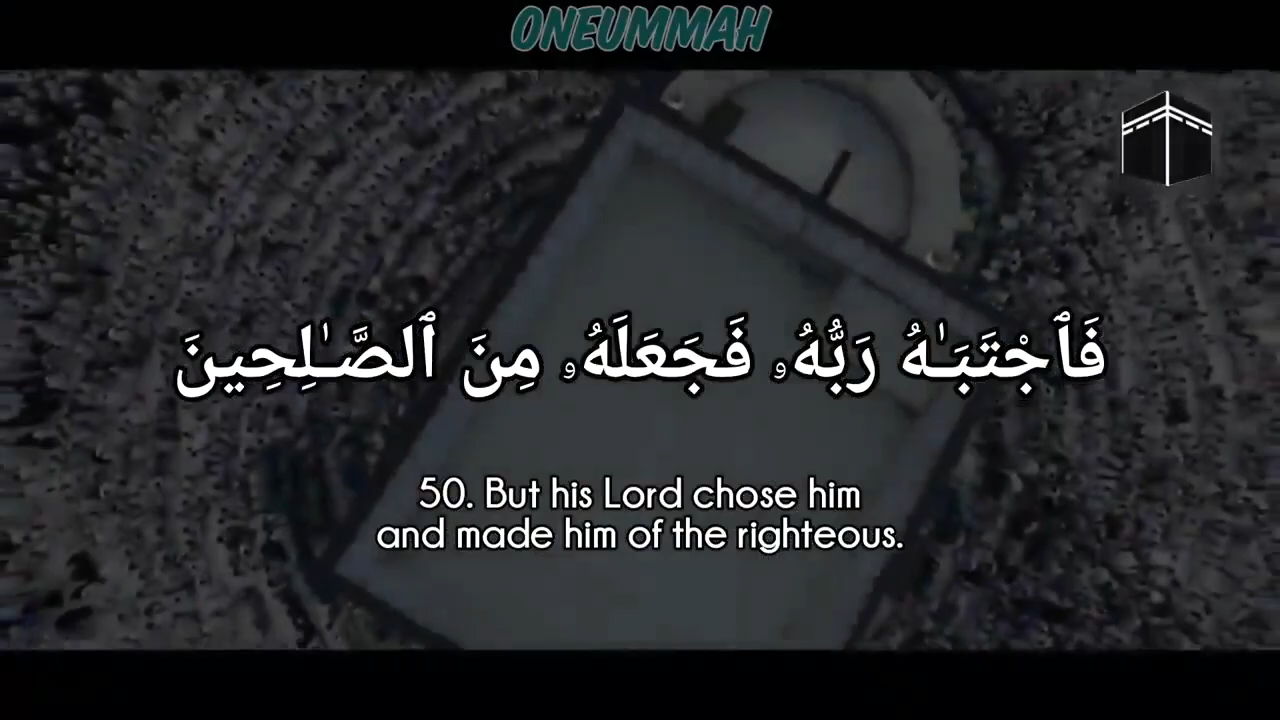 ONEUMMAH
فَٱجْتَبَـٰهُ رَبُّهُۥ فَجَعَلَهُۥ مِنَ ٱلصَّـٰلِحِينَ
50. But his Lord chose him
and made him of the righteous.